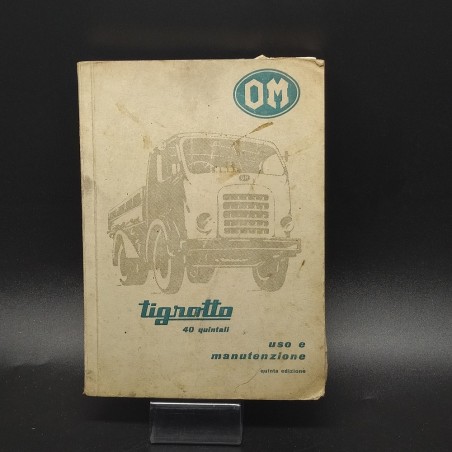 OM
tigrotto
40 quintali
uso e
manutenzione
quinta edizione